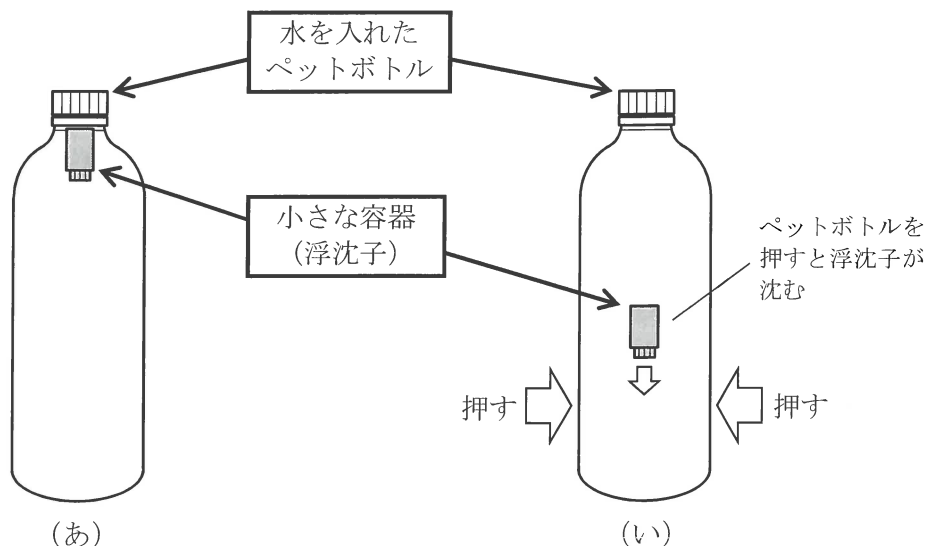 水を入れた
ペットボトル
小さな容器
(浮沈子)
ペットボトルを
押すと浮沈子が
沈む
押す
押す
(あ)
(い)